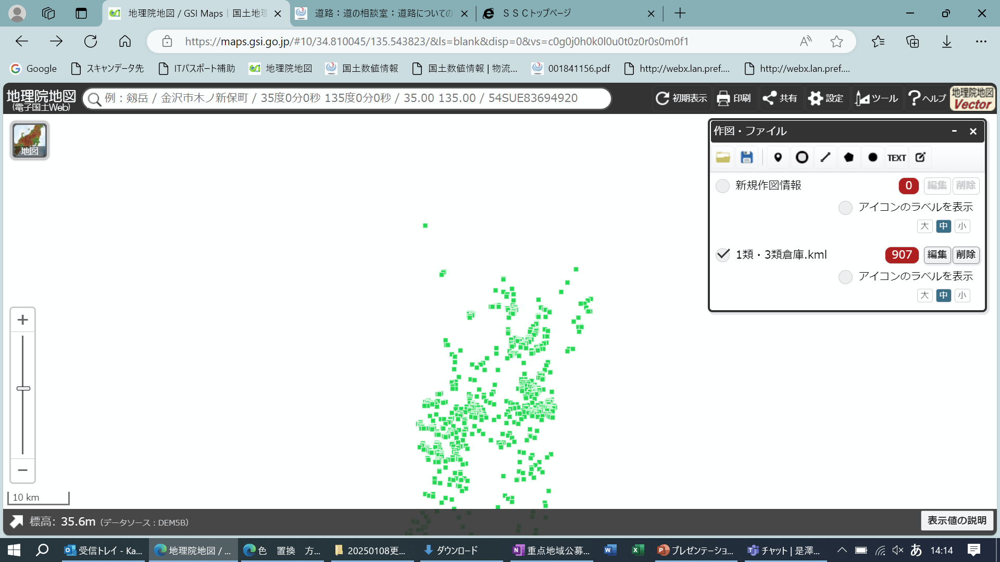 地理院地図 / GSI Maps｜国土地理
道路：道の相談室：道路についての
ＳＳＣトップページ
https://maps.gsi.go.jp/#10/34.810045/135.543823/&ls=blank&disp=0&vs=c0g0j0h0k0l0u0t0z0r0s0m0f1
Google
スキャンデータ先
ITパスポート補助
地理院地図
国土数値情報
国土数値情報 | 物流...
001841156.pdf
http://webx.lan.pref....
http://webx.lan.pref....
地理院地図
(電子国土Web)
例：剱岳 / 金沢市木ノ新保町 / 35度0分0秒 135度0分0秒 / 35.00 135.00 / 54SUE83694920
初期表示
印刷
共有
設定
ツール
ヘルプ
地理院地図
Vector
地図
作図・ファイル
TEXT
新規作図情報
0
編集
削除
アイコンのラベルを表示
大 中 小
1類・3類倉庫.kml
907
編集
削除
アイコンのラベルを表示
大 中 小
10 km
標高: 35.6m (データソース：DEM5B)
表示値の説明
受信トレイ - Ka...
地理院地図 / ...
色　置換　方...
20250108更...
ダウンロード
重点地域公募...
プレゼンテーショ...
チャット | 是澤...
あ
14:14